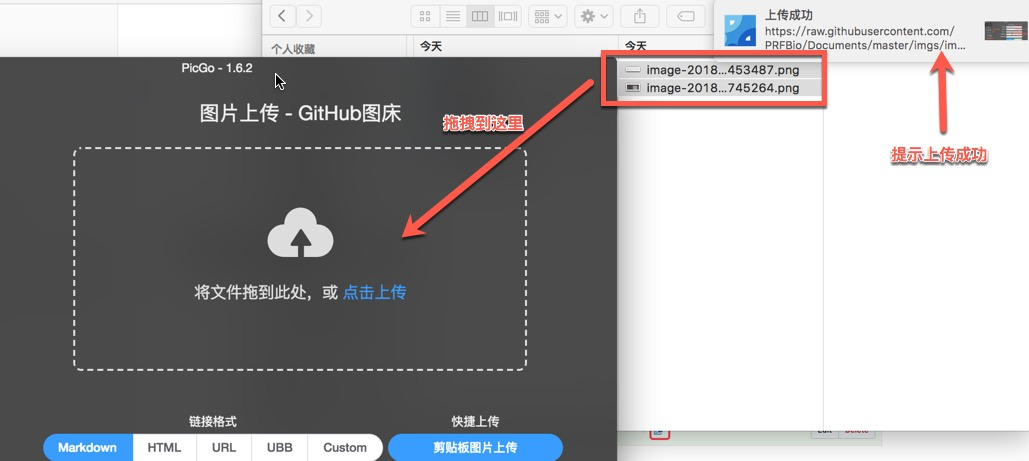 上传成功
https://raw.githubusercontent.com/
PRFBio/Documents/master/imgs/im...
个人收藏
今天
今天
PicGo - 1.6.2
image-2018...453487.png
image-2018...745264.png
图片上传 - GitHub图床
拖拽到这里
提示上传成功
将文件拖到此处，或 点击上传
链接格式
快捷上传
Markdown
HTML
URL
UBB
Custom
剪贴板图片上传
Edit
Delete